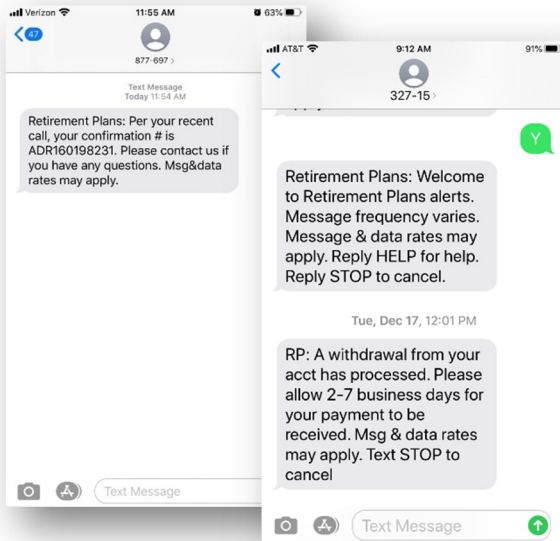 Verizon
11:55 AM
63%
47
877-697 >
Text Message
Today 11:54 AM
Retirement Plans: Per your recent
call, your confirmation # is
ADR160198231. Please contact us if
you have any questions. Msg&data
rates may apply.
Text Message
AT&T
9:12 AM
91%
327-15 >
Y
Retirement Plans: Welcome
to Retirement Plans alerts.
Message frequency varies.
Message & data rates may
apply. Reply HELP for help.
Reply STOP to cancel.
Tue, Dec 17, 12:01 PM
RP: A withdrawal from your
acct has processed. Please
allow 2-7 business days for
your payment to be
received. Msg & data rates
may apply. Text STOP to
cancel
Text Message